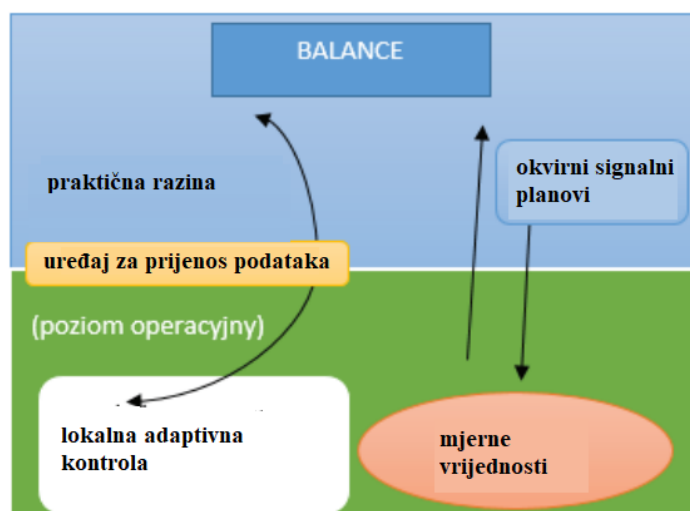 BALANCE
praktična razina
okvirni signalni
planovi
uređaj za prijenos podataka
(poziom operacyjny)
lokalna adaptivna
kontrola
mjerne
vrijednosti